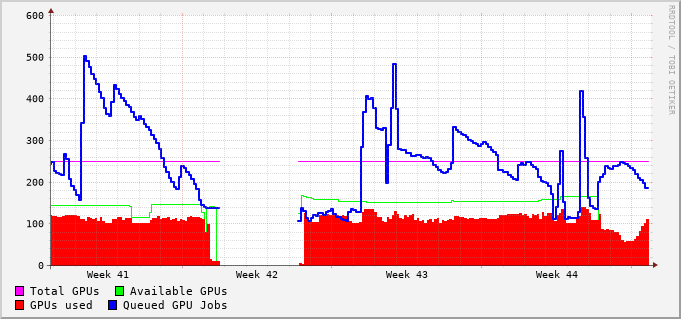 600
500
400
300
200
100
0
Week 41 Week 42 Week 43 Week 44
Total GPUs Available GPUs
GPUs used Queued GPU Jobs
RRDTOOL / TOBI OETIKER